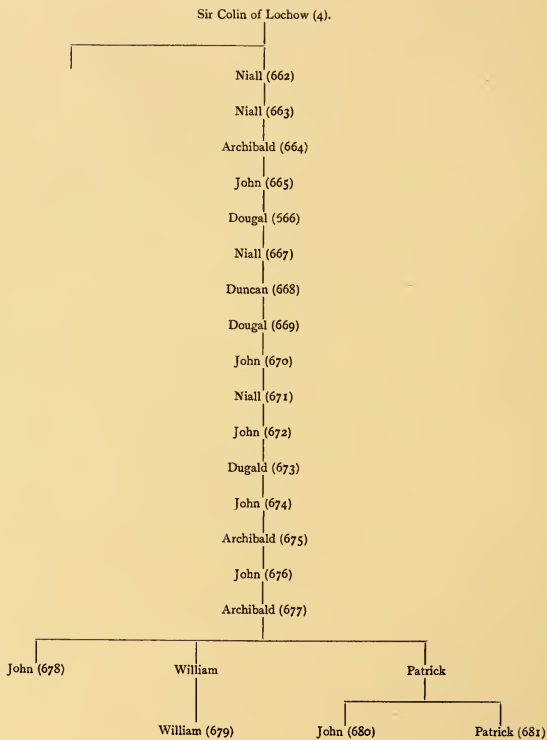 Sir Colin of Lochow (4).
Niall (662)
Niall (663)
Archibald (664)
John (665)
Dougal (566)
Niall (667)
Duncan (668)
Dougal (669)
John (670)
Niall (671)
John (672)
Dugald (673)
John (674)
Archibald (675)
John (676)
Archibald (677)
John (678) William Patrick
William (679) John (680) Patrick (681)